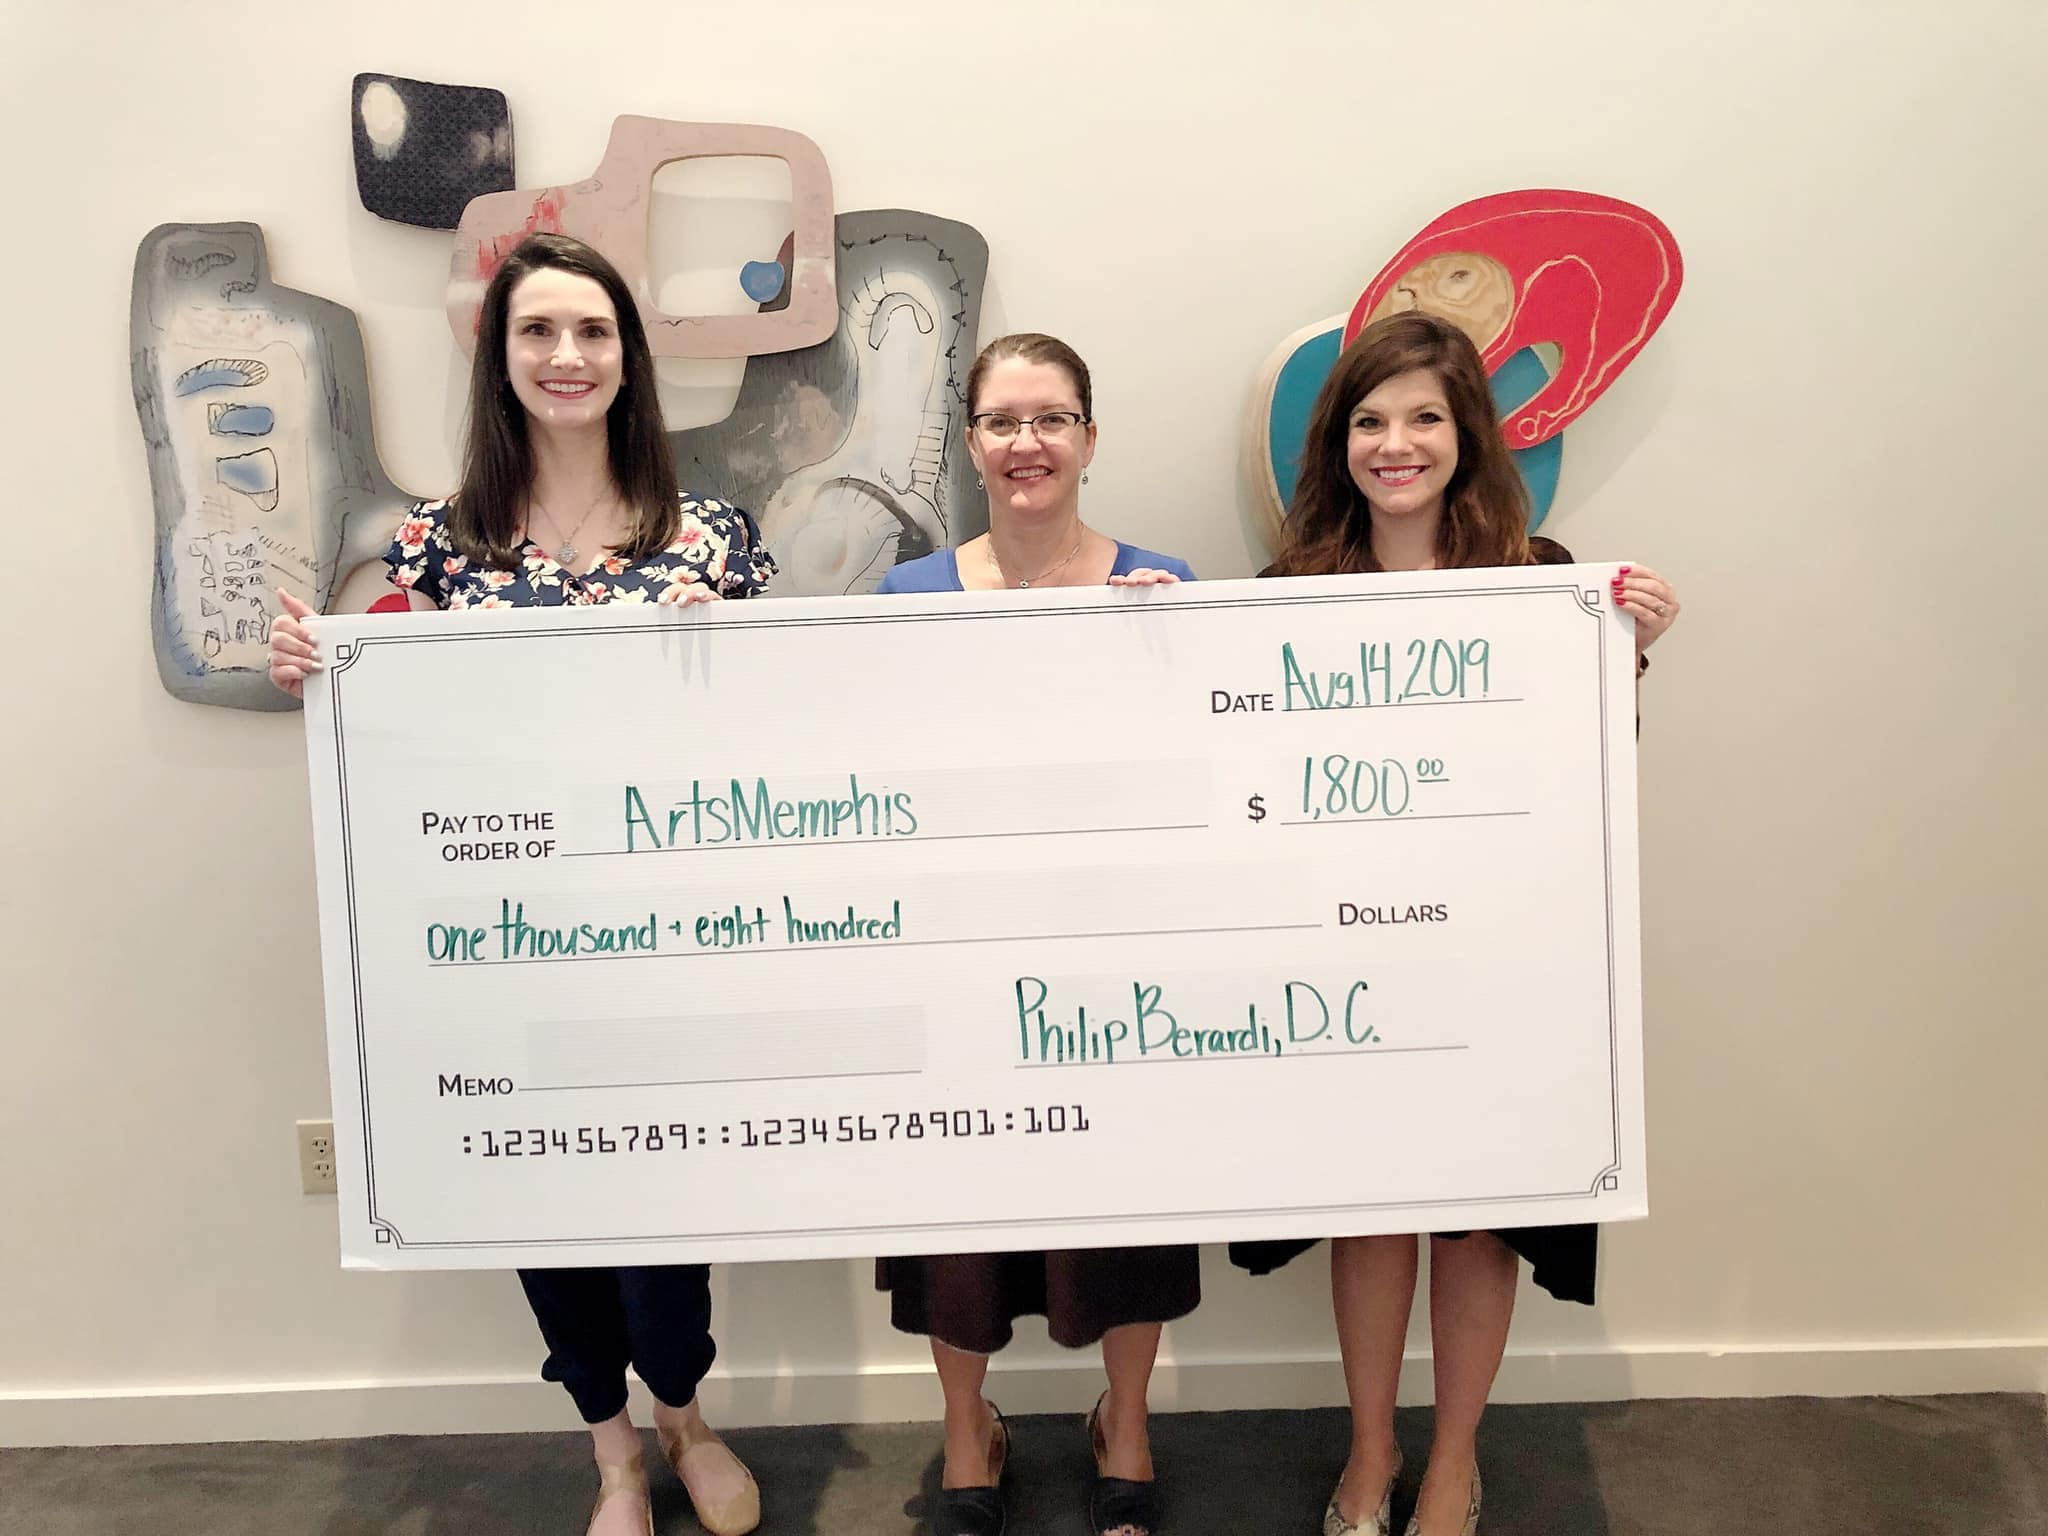 DATE Aug.14,2019
PAY TO THE
ORDER OF ArtsMemphis $ 1,800.00
one thousand + eight hundred DOLLARS
Philip Berardi, D.C.
MEMO
:123456789::12345678901:101